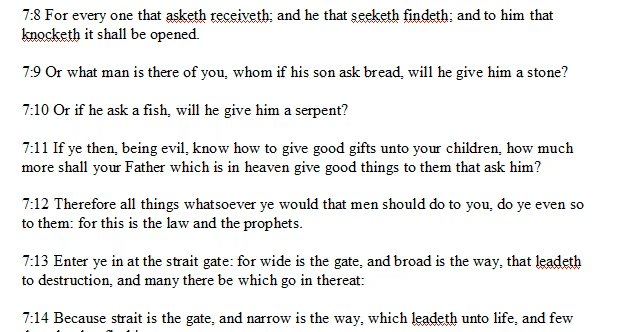 7:8 For every one that asketh receiveth; and he that seeketh findeth; and to him that
knocketh it shall be opened.
7:9 Or what man is there of you, whom if his son ask bread, will he give him a stone?
7:10 Or if he ask a fish, will he give him a serpent?
7:11 If ye then, being evil, know how to give good gifts unto your children, how much
more shall your Father which is in heaven give good things to them that ask him?
7:12 Therefore all things whatsoever ye would that men should do to you, do ye even so
to them: for this is the law and the prophets.
7:13 Enter ye in at the strait gate: for wide is the gate, and broad is the way, that leadeth
to destruction, and many there be which go in thereat:
7:14 Because strait is the gate, and narrow is the way, which leadeth unto life, and few